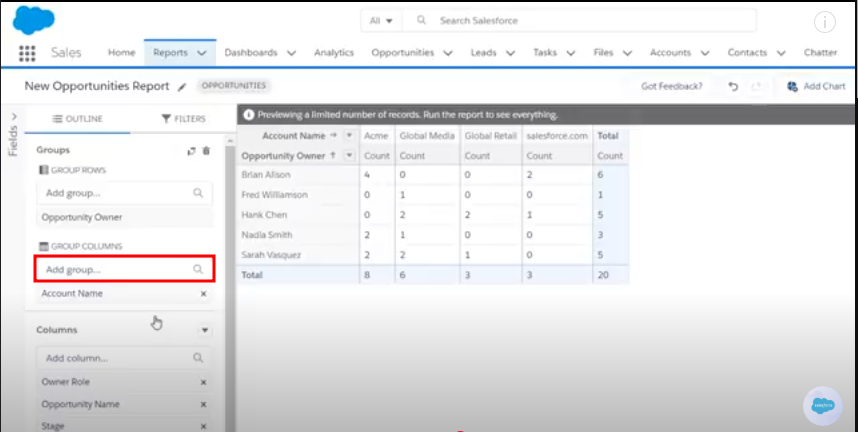 All Search Salesforce
Sales Home Reports Dashboards Analytics Opportunities Leads Tasks Files Accounts Contacts Chatter
New Opportunities Report OPPORTUNITIES Got Feedback? Add Chart
Fields
OUTLINE FILTERS
Groups
GROUP ROWS
Add group...
Opportunity Owner
GROUP COLUMNS
Add group...
Account Name
Columns
Add column...
Owner Role
Opportunity Name
Stage
Previewing a limited number of records. Run the report to see everything.
Account Name Acme Global Media Global Retail salesforce.com Total
Opportunity Owner Count Count Count Count Count
Brian Alison 4 0 0 2 6
Fred Williamson 0 1 0 0 1
Hank Chen 0 2 2 1 5
Nadia Smith 2 1 0 0 3
Sarah Vasquez 2 2 1 0 5
Total 8 6 3 3 20